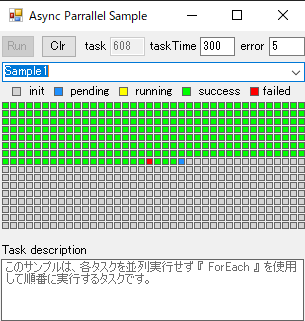 Async Parrallel Sample
Run Clr task 608 taskTime 300 error 5
Sample1
init pending running success failed
Task description
このサンプルは、各タスクを並列実行せず『 ForEach 』を使用
して順番に実行するタスクです。